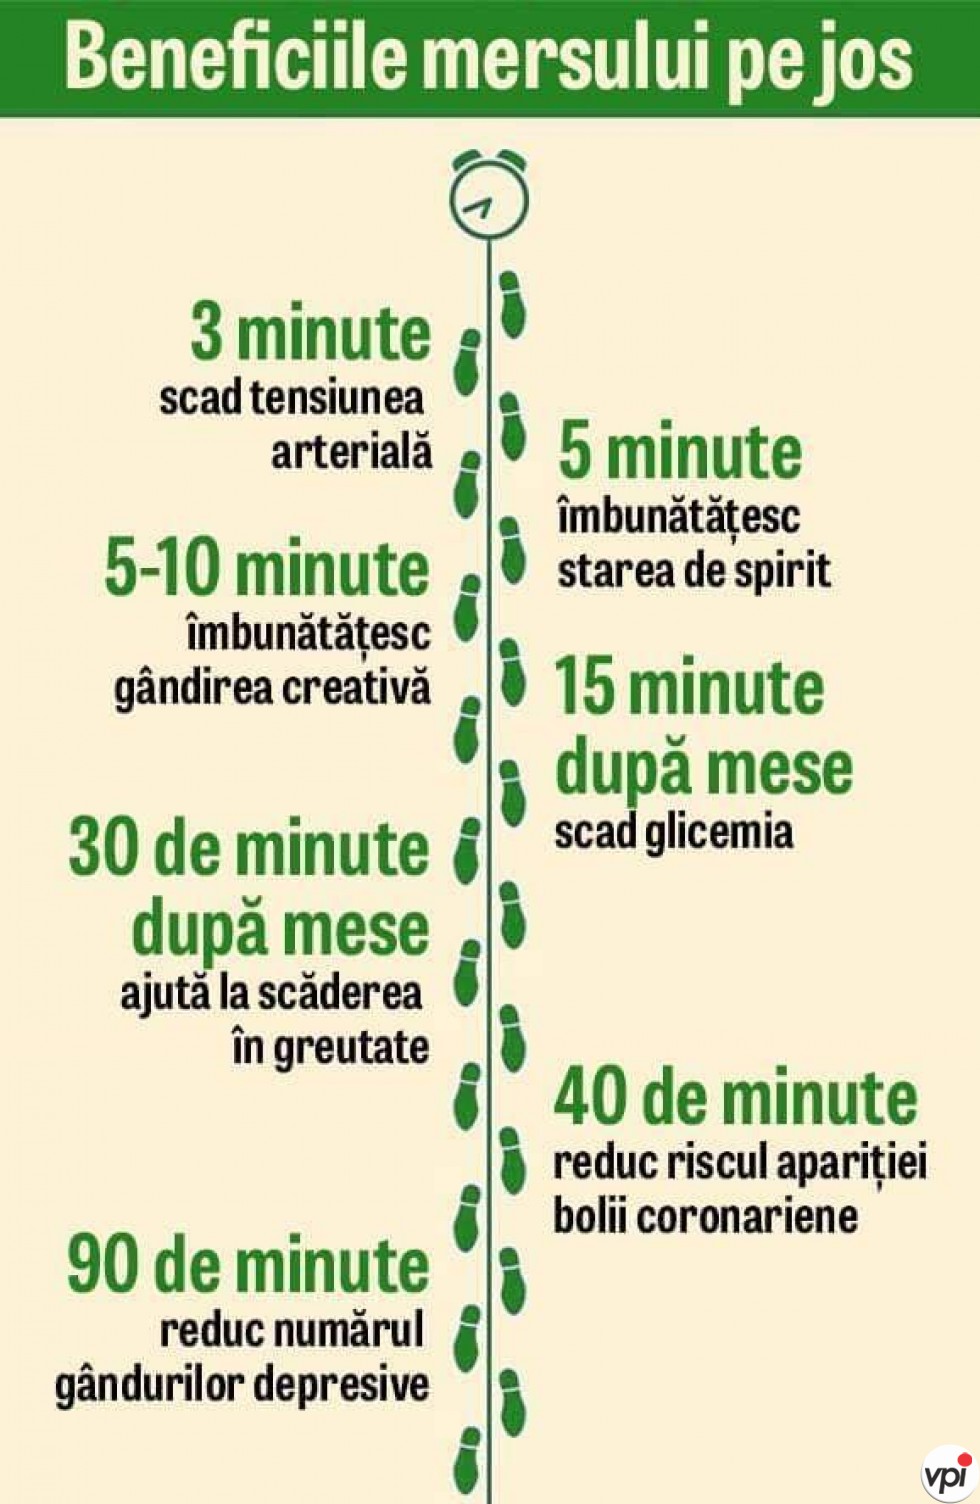 Beneficiile mersului pe jos
3 minute
scad tensiunea
arterială
5 minute
îmbunătățesc
starea de spirit
5-10 minute
îmbunătățesc
gândirea creativă
15 minute
după mese
scad glicemia
30 de minute
după mese
ajută la scăderea
în greutate
40 de minute
reduc riscul apariției
bolii coronariene
90 de minute
reduc numărul
gândurilor depresive
vpi